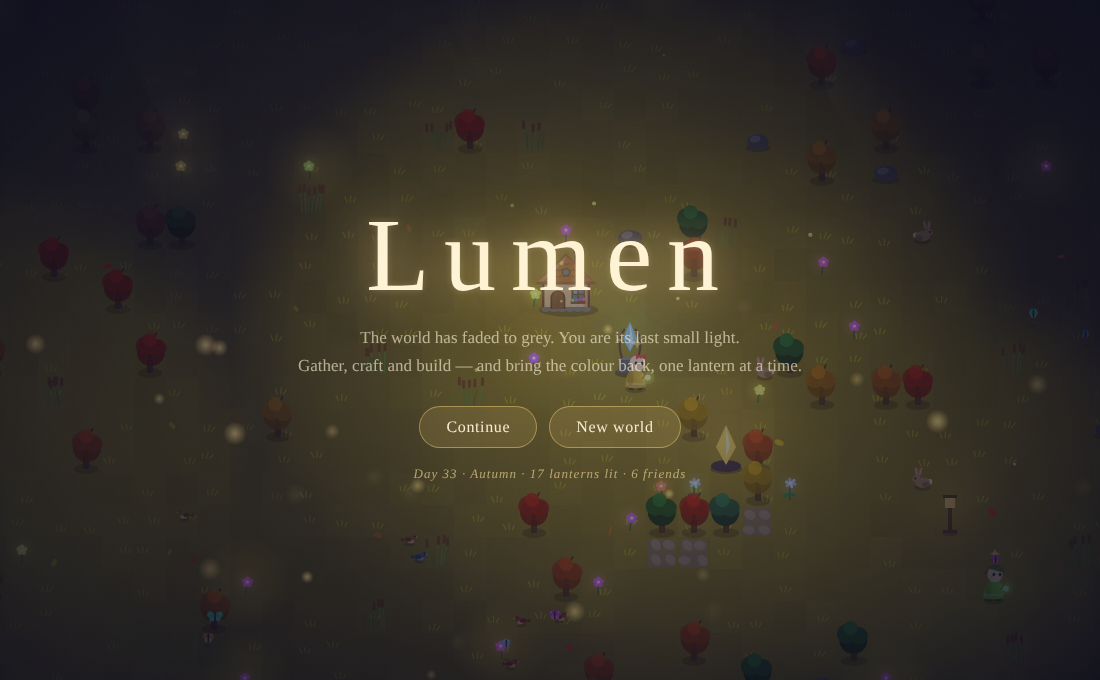 Lumen
The world has faded to grey. You are its last small light.
Gather, craft and build — and bring the colour back, one lantern at a time.
Continue
New world
Day 33 · Autumn · 17 lanterns lit · 6 friends